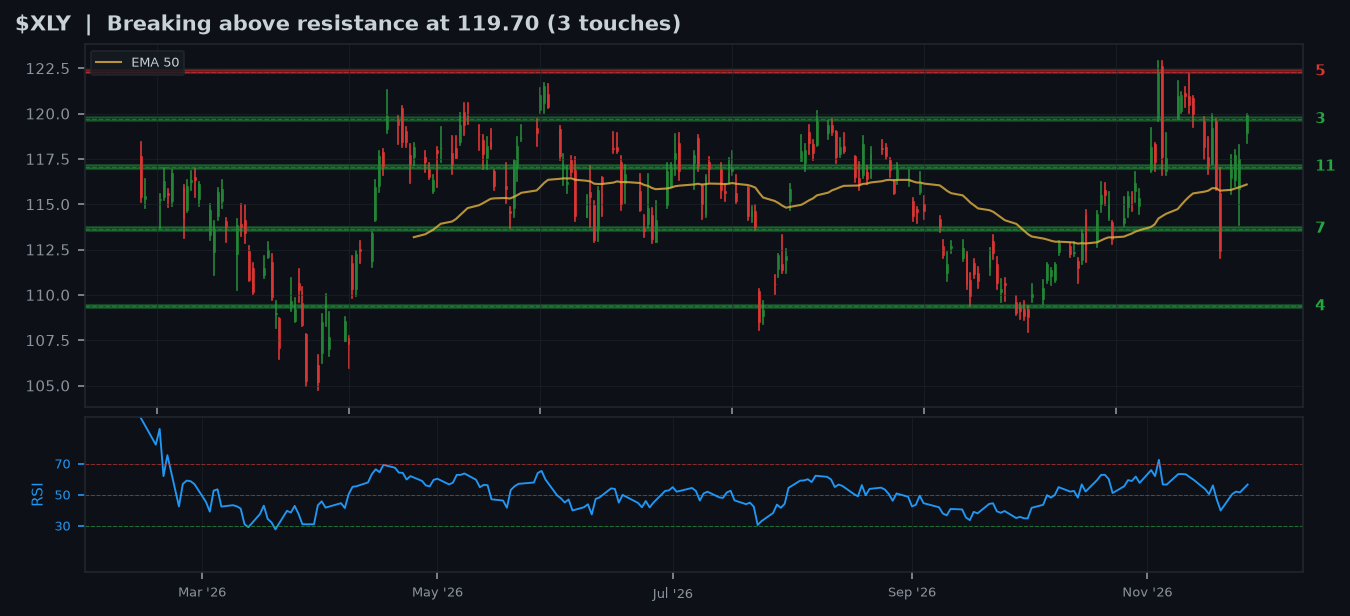 $XLY | Breaking above resistance at 119.70 (3 touches)
EMA 50
122.5
120.0
117.5
115.0
112.5
110.0
107.5
105.0
5
3
11
7
4
RSI
70
50
30
Mar '26
May '26
Jul '26
Sep '26
Nov '26